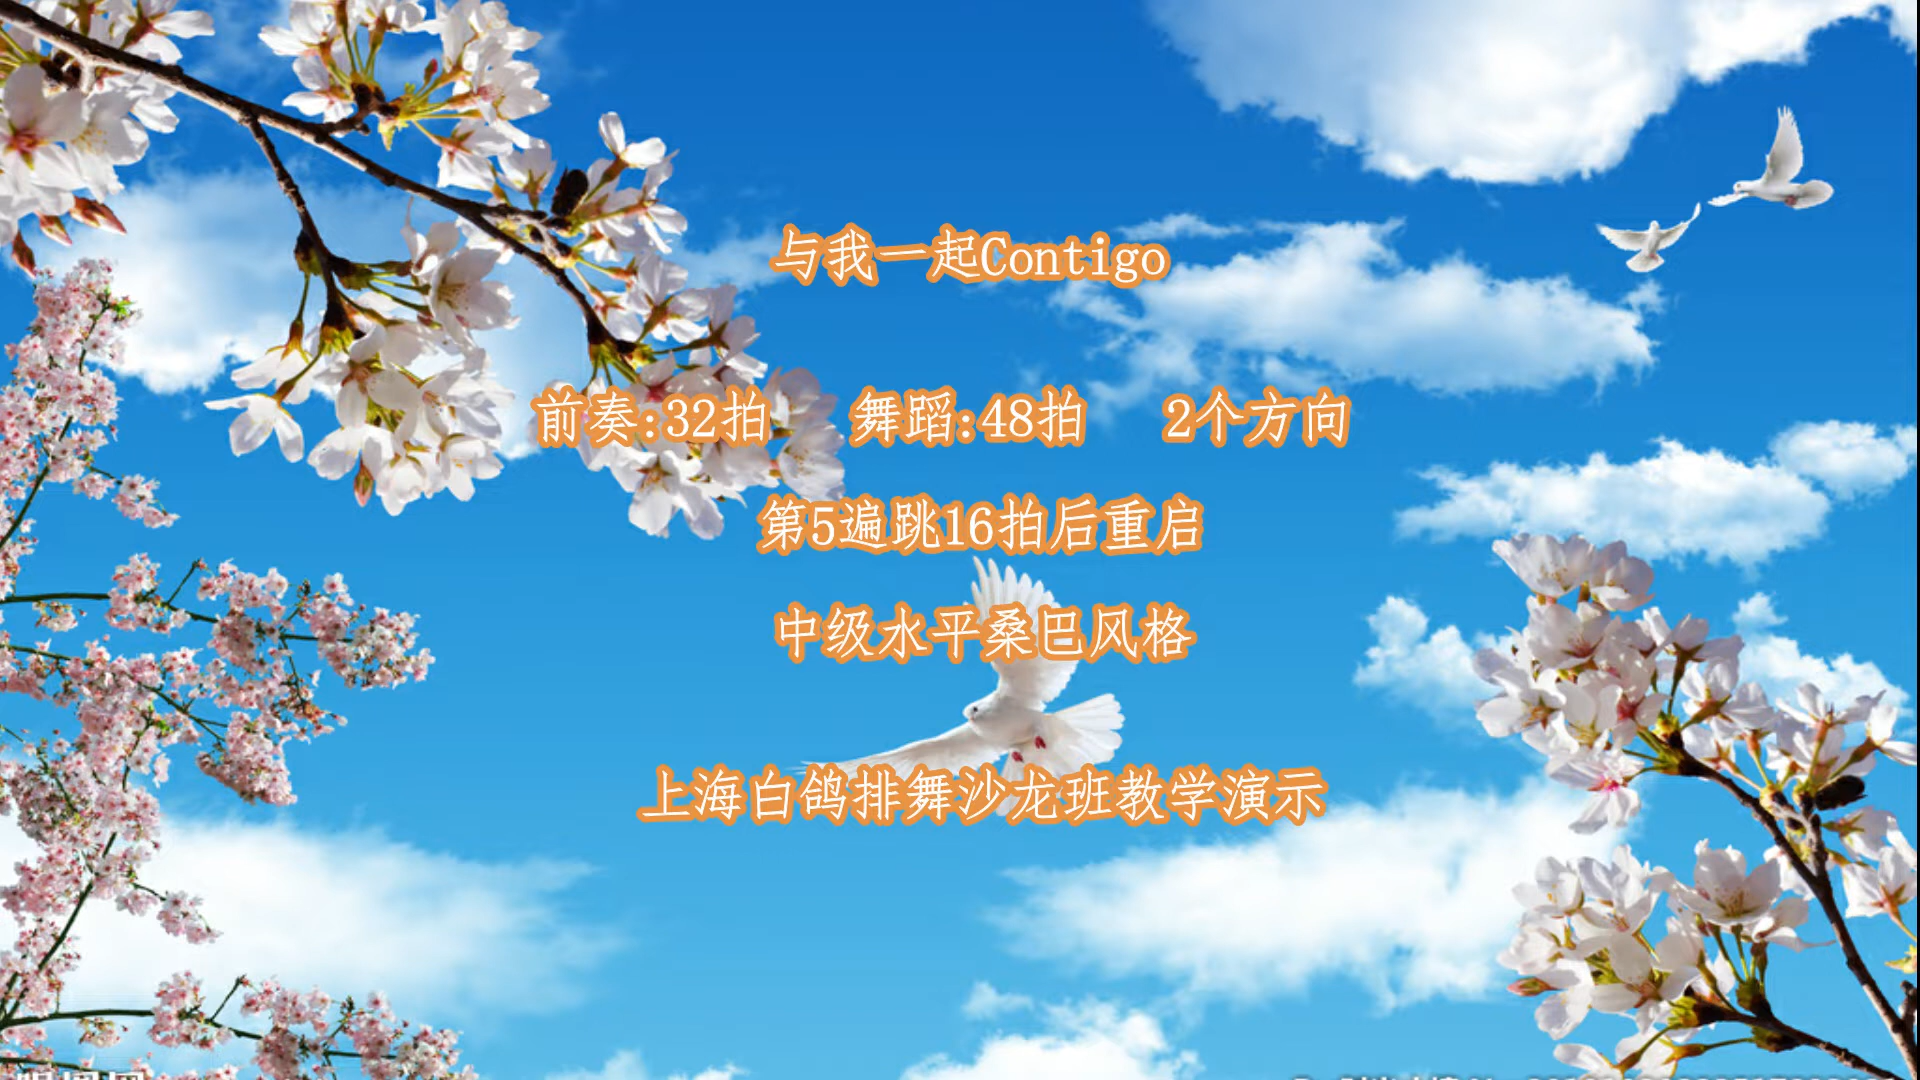 与我一起Contigo
前奏:32拍 舞蹈:48拍 2个方向
第5遍跳16拍后重启
中级水平桑巴风格
上海白鸽排舞沙龙班教学演示